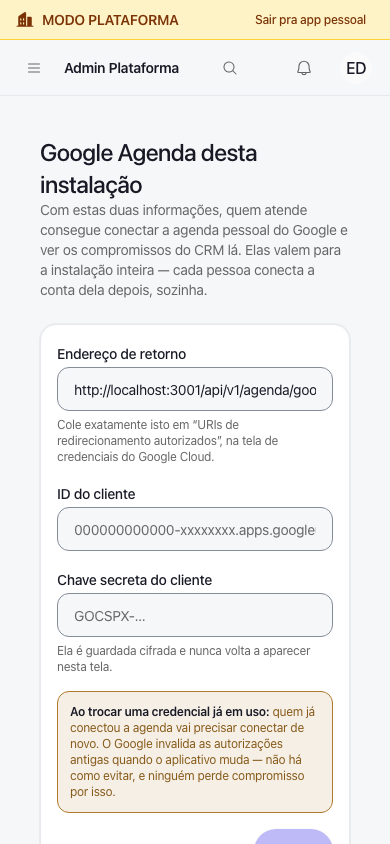 MODO PLATAFORMA
Sair pra app pessoal
Admin Plataforma
ED
Google Agenda desta
instalação
Com estas duas informações, quem atende
consegue conectar a agenda pessoal do Google e
ver os compromissos do CRM lá. Elas valem para
a instalação inteira — cada pessoa conecta a
conta dela depois, sozinha.
Endereço de retorno
http://localhost:3001/api/v1/agenda/goo
Cole exatamente isto em “URIs de
redirecionamento autorizados”, na tela de
credenciais do Google Cloud.
ID do cliente
000000000000-xxxxxxxx.apps.google
Chave secreta do cliente
GOCSPX-...
Ela é guardada cifrada e nunca volta a aparecer
nesta tela.
Ao trocar uma credencial já em uso: quem já
conectou a agenda vai precisar conectar de
novo. O Google invalida as autorizações
antigas quando o aplicativo muda — não há
como evitar, e ninguém perde compromisso
por isso.